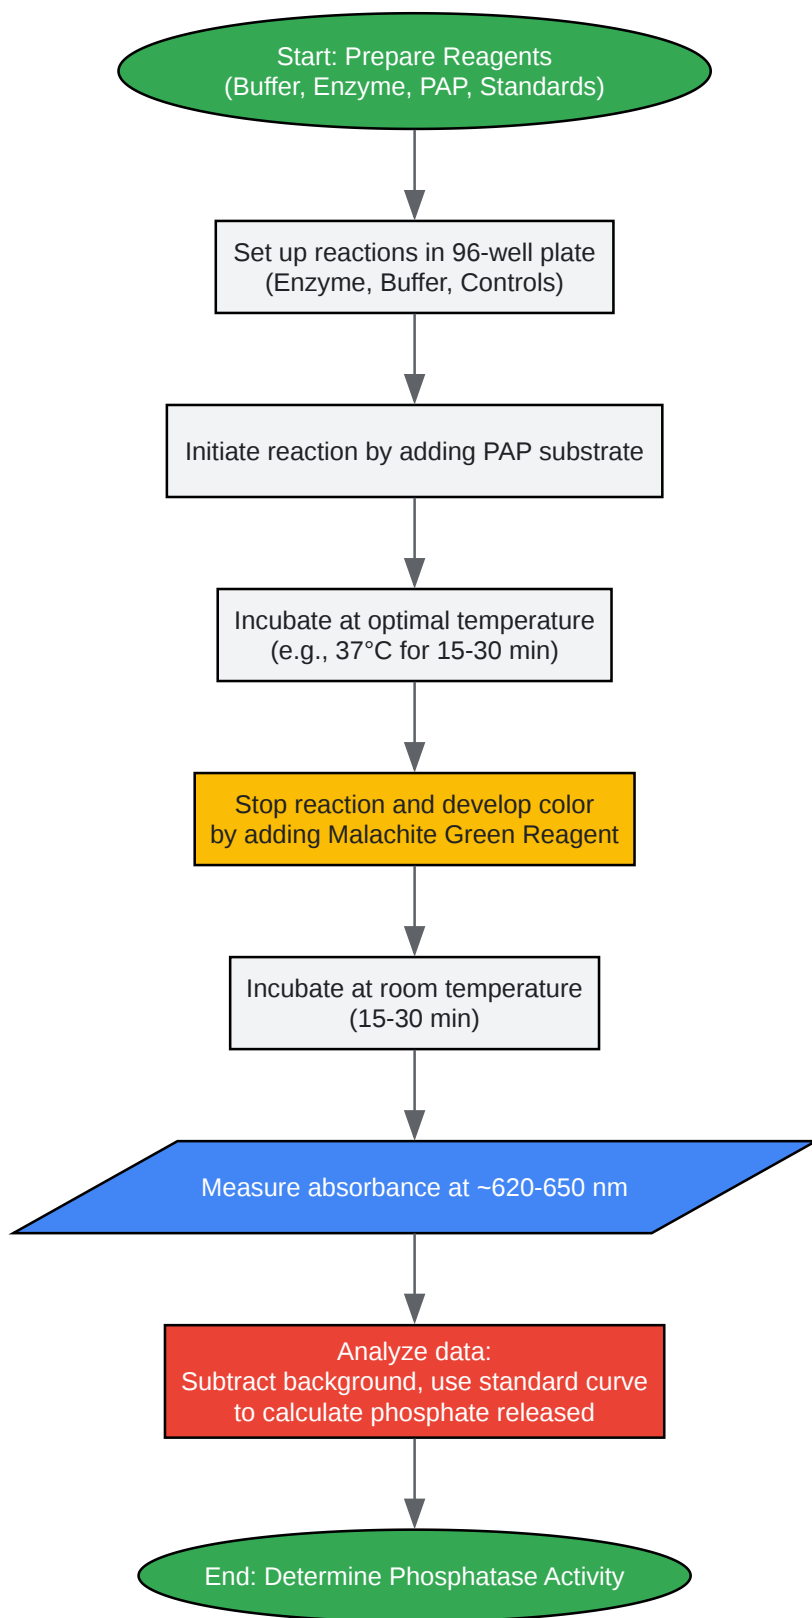 Start: Prepare Reagents
(Buffer, Enzyme, PAP, Standards)
Set up reactions in 96-well plate
(Enzyme, Buffer, Controls)
Initiate reaction by adding PAP substrate
Incubate at optimal temperature
(e.g., 37°C for 15-30 min)
Stop reaction and develop color
by adding Malachite Green Reagent
Incubate at room temperature
(15-30 min)
Measure absorbance at ~620-650 nm
Analyze data:
Subtract background, use standard curve
to calculate phosphate released
End: Determine Phosphatase Activity